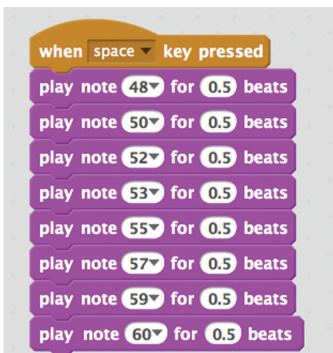 when space key pressed
play note 48 for 0.5 beats
play note 50 for 0.5 beats
play note 52 for 0.5 beats
play note 53 for 0.5 beats
play note 55 for 0.5 beats
play note 57 for 0.5 beats
play note 59 for 0.5 beats
play note 60 for 0.5 beats